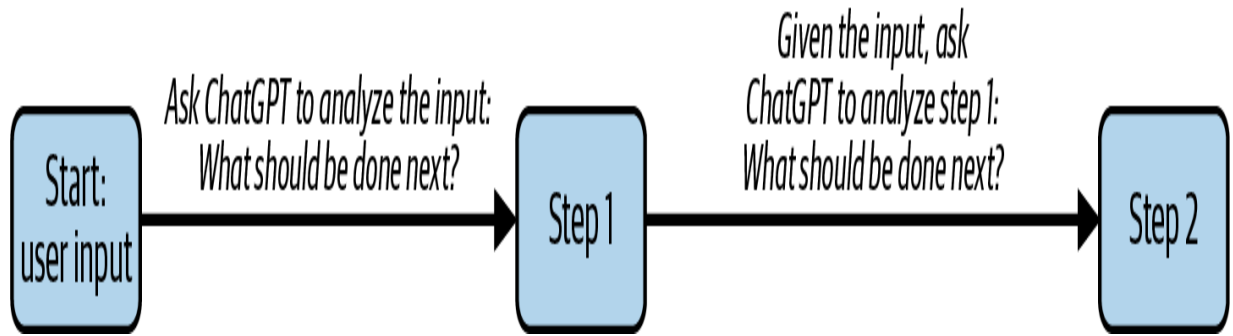 Start:
user input
Ask ChatGPT to analyze the input:
What should be done next?
Step 1
Given the input, ask
ChatGPT to analyze step 1:
What should be done next?
Step 2